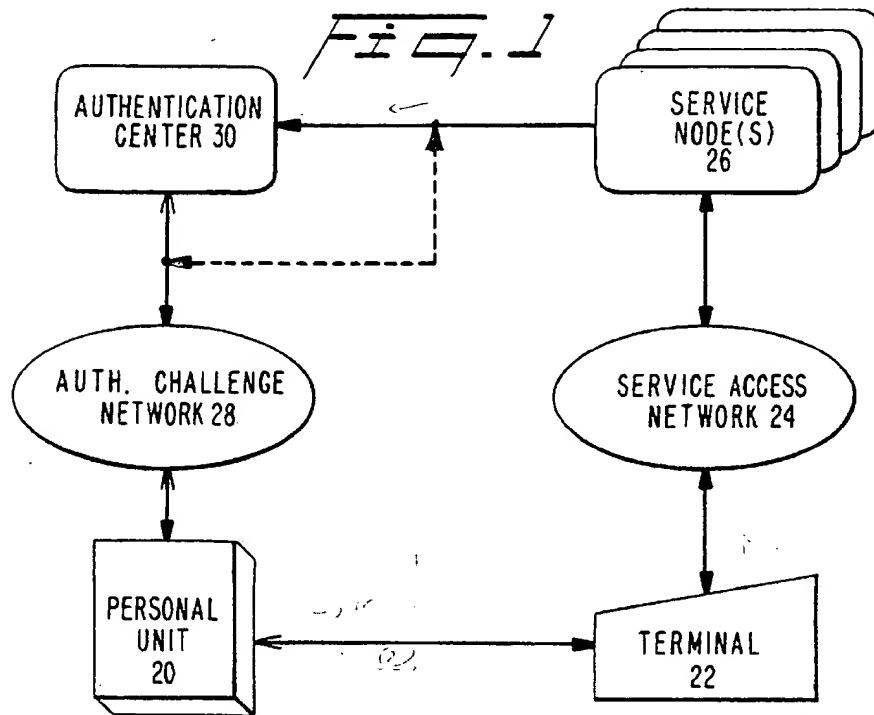 Fig. 1
AUTHENTICATION
CENTER 30
SERVICE
NODE(S)
26
AUTH. CHALLENGE
NETWORK 28
SERVICE ACCESS
NETWORK 24
PERSONAL
UNIT
20
TERMINAL
22